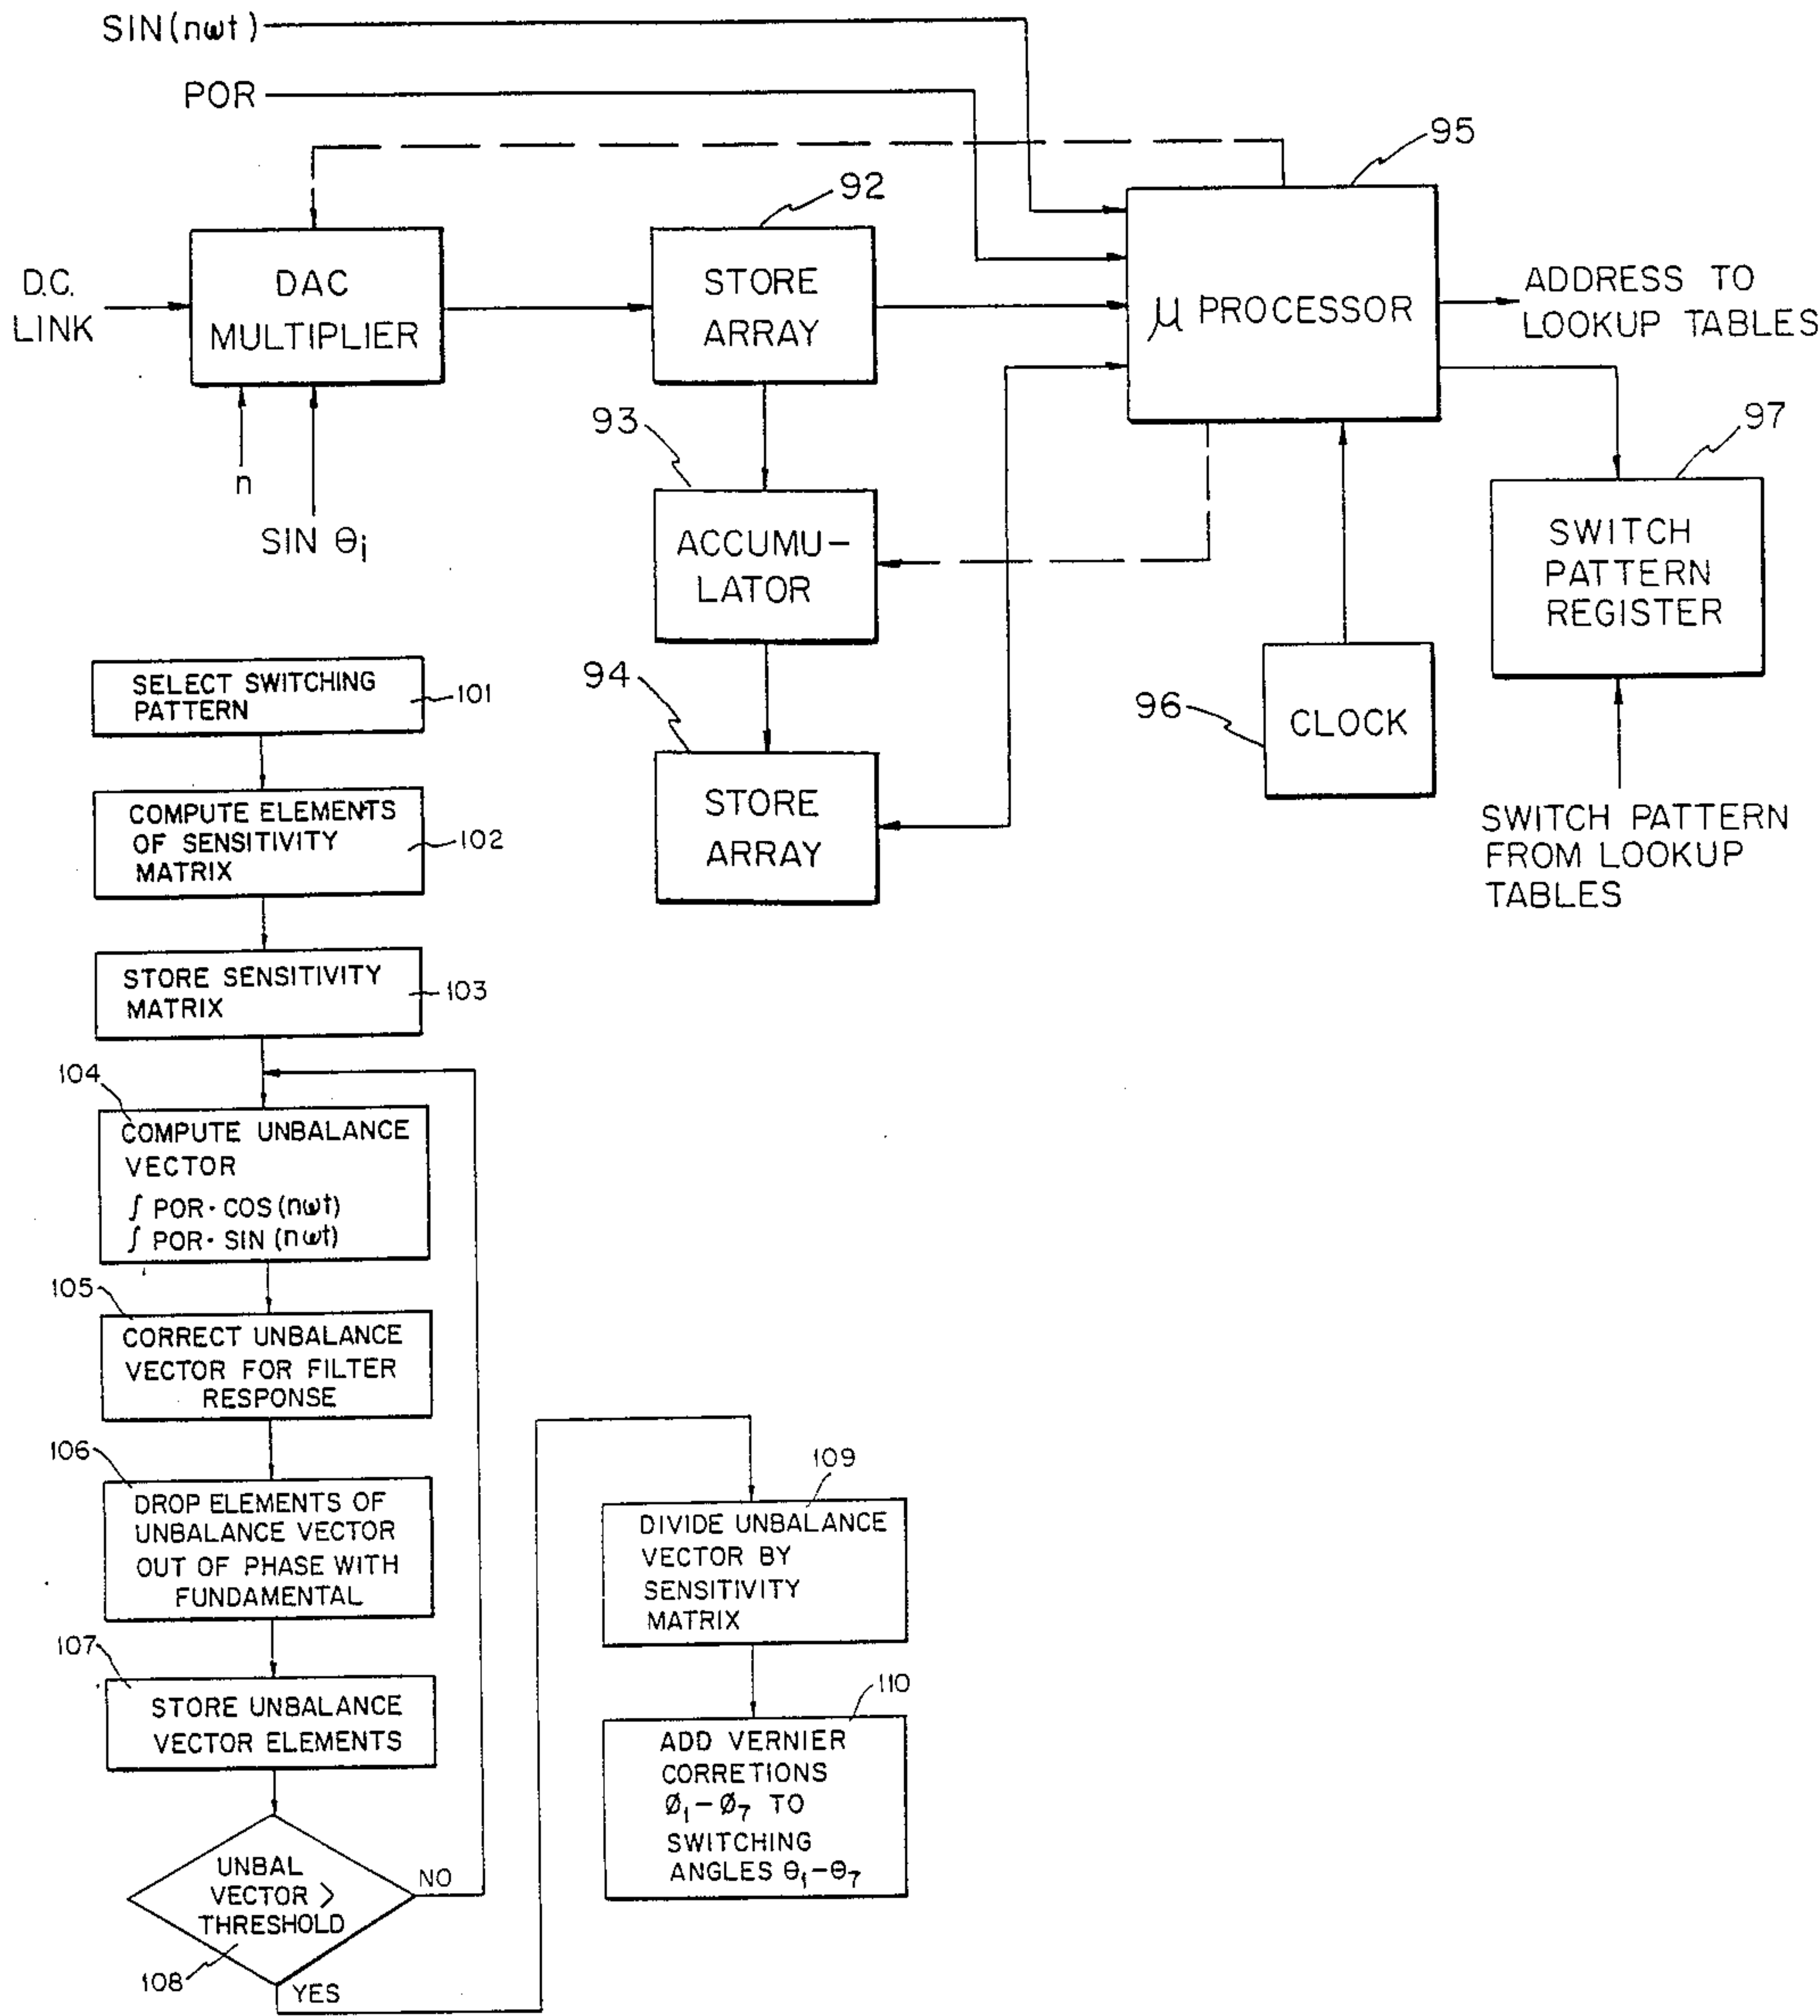 SIN(nωt)
POR
95
92
D.C.
LINK
DAC
MULTIPLIER
STORE
ARRAY
μ PROCESSOR
ADDRESS TO
LOOKUP TABLES
n
SIN θi
93
ACCUMU-
LATOR
97
SWITCH
PATTERN
REGISTER
94
STORE
ARRAY
96
CLOCK
SWITCH PATTERN
FROM LOOKUP
TABLES
SELECT SWITCHING
PATTERN
101
COMPUTE ELEMENTS
OF SENSITIVITY
MATRIX
102
STORE SENSITIVITY
MATRIX
103
104
COMPUTE UNBALANCE
VECTOR
∫ POR·COS(nωt)
∫ POR·SIN(nωt)
105
CORRECT UNBALANCE
VECTOR FOR FILTER
RESPONSE
106
DROP ELEMENTS OF
UNBALANCE VECTOR
OUT OF PHASE WITH
FUNDAMENTAL
107
STORE UNBALANCE
VECTOR ELEMENTS
UNBAL
VECTOR >
THRESHOLD
108
NO
YES
109
DIVIDE UNBALANCE
VECTOR BY
SENSITIVITY
MATRIX
110
ADD VERNIER
CORRETIONS
Ø1-Ø7 TO
SWITCHING
ANGLES θ1-θ7